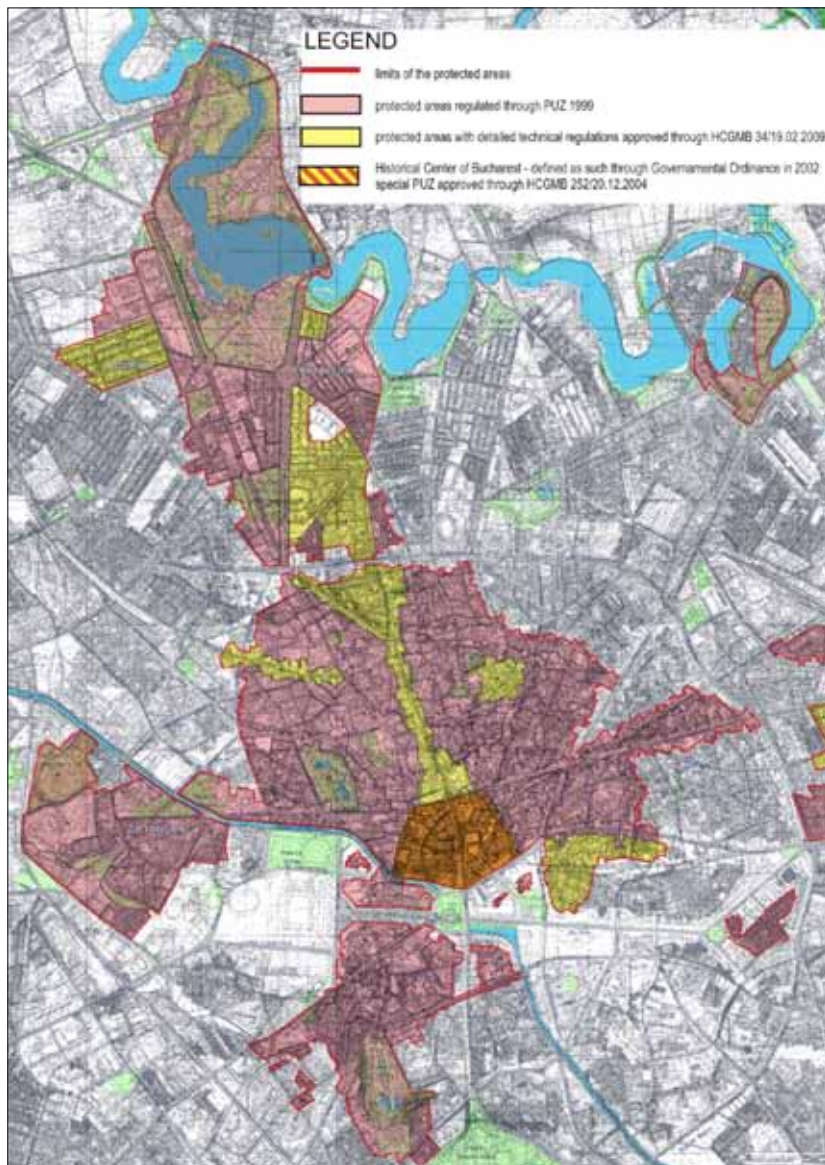 LEGEND
limits of the protected areas
protected areas regulated through PUZ 1999
protected areas with detailed technical regulations approved through HCGMB 34/19.02.2009
Historical Center of Bucharest - defined as such through Governmental Ordinance in 2002
special PUZ approved through HCGMB 252/20.12.2004